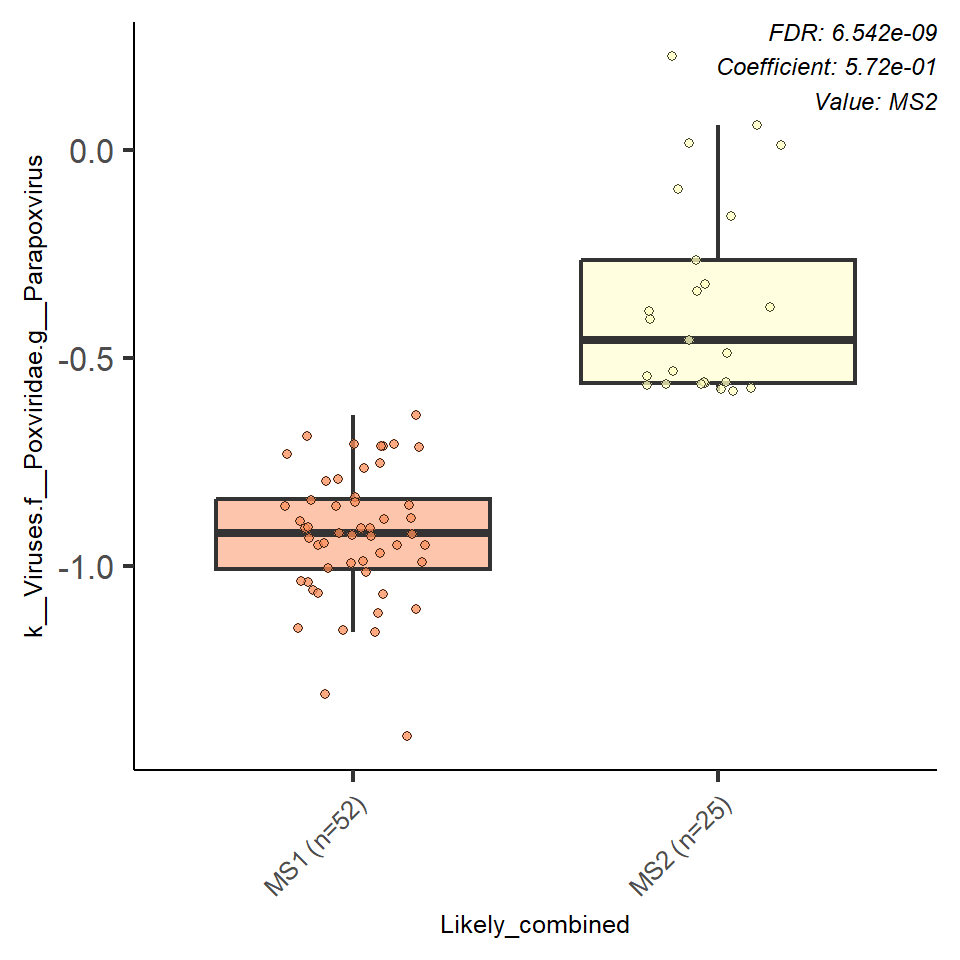 FDR: 6.542e-09
Coefficient: 5.72e-01
Value: MS2
k__Viruses.f__Poxviridae.g__Parapoxvirus
0.0
-0.5
-1.0
MS1 (n=52)
MS2 (n=25)
Likely_combined